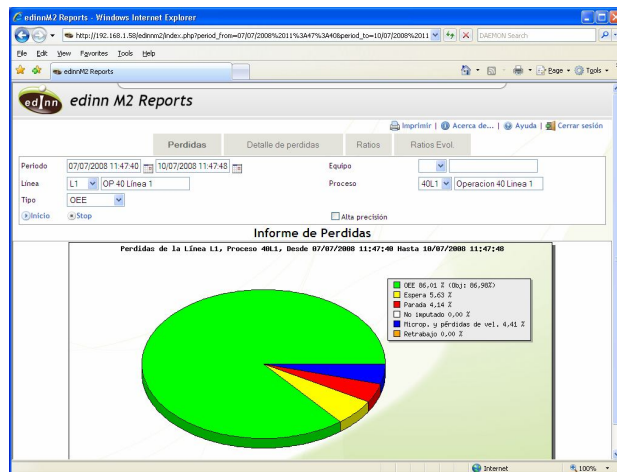 edinnM2 Reports - Windows Internet Explorer
http://192.168.1.58/edinnm2/index.php?period_from=07/07/2008%2011%3A47%3A40&period_to=10/07/2008%2011
DAEMON Search
File Edit View Favorites Tools Help
edinnM2 Reports
Page Tools
edinn edinn M2 Reports
Imprimir | Acerca de... | Ayuda | Cerrar sesión
Perdidas Detalle de perdidas Ratios Ratios Evol.
Periodo 07/07/2008 11:47:40 10/07/2008 11:47:48 Equipo
Línea L1 OP 40 Línea 1 Proceso 40L1 Operacion 40 Linea 1
Tipo OEE
Inicio Stop Alta precisión
Informe de Perdidas
Perdidas de la Línea L1, Proceso 40L1, Desde 07/07/2008 11:47:40 Hasta 10/07/2008 11:47:48
OEE 86,01 % (Obj: 86,98%)
Espera 5,63 %
Parada 4,14 %
No imputado 0,00 %
Microp. y pérdidas de vel. 4,41 %
Retrabajo 0,00 %
Internet 100%